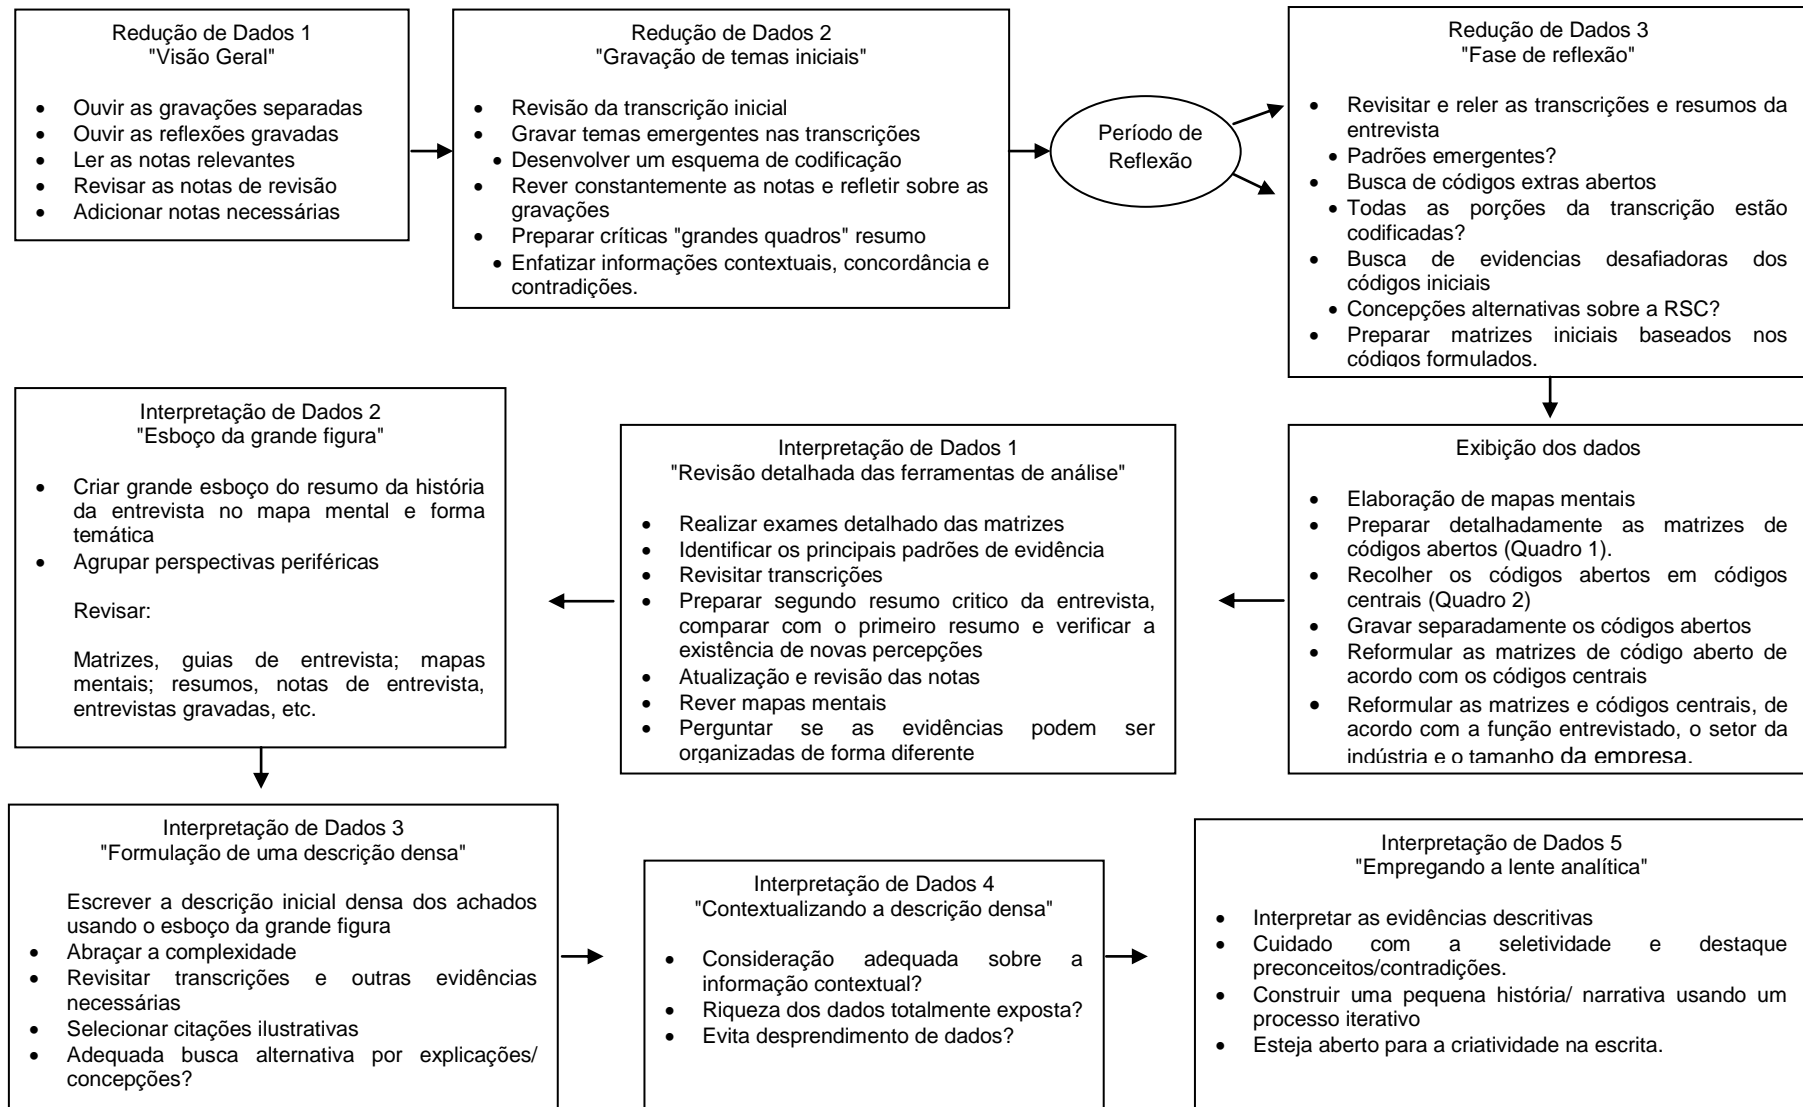 Redução de Dados 1
"Visão Geral"
• Ouvir as gravações separadas
• Ouvir as reflexões gravadas
• Ler as notas relevantes
• Revisar as notas de revisão
• Adicionar notas necessárias
Redução de Dados 2
"Gravação de temas iniciais"
• Revisão da transcrição inicial
• Gravar temas emergentes nas transcrições
• Desenvolver um esquema de codificação
• Rever constantemente as notas e refletir sobre as
gravações
• Preparar críticas "grandes quadros" resumo
• Enfatizar informações contextuais, concordância e
contradições.
Período de
Reflexão
Redução de Dados 3
"Fase de reflexão"
• Revisitar e reler as transcrições e resumos da
entrevista
• Padrões emergentes?
• Busca de códigos extras abertos
• Todas as porções da transcrição estão
codificadas?
• Busca de evidencias desafiadoras dos
códigos iniciais
• Concepções alternativas sobre a RSC?
• Preparar matrizes iniciais baseados nos
códigos formulados.
Exibição dos dados
• Elaboração de mapas mentais
• Preparar detalhadamente as matrizes de
códigos abertos (Quadro 1).
• Recolher os códigos abertos em códigos
centrais (Quadro 2)
• Gravar separadamente os códigos abertos
• Reformular as matrizes de código aberto de
acordo com os códigos centrais
• Reformular as matrizes e códigos centrais, de
acordo com a função entrevistado, o setor da
indústria e o tamanho da empresa.
Interpretação de Dados 1
"Revisão detalhada das ferramentas de análise"
• Realizar exames detalhado das matrizes
• Identificar os principais padrões de evidência
• Revisitar transcrições
• Preparar segundo resumo critico da entrevista,
comparar com o primeiro resumo e verificar a
existência de novas percepções
• Atualização e revisão das notas
• Rever mapas mentais
• Perguntar se as evidências podem ser
organizadas de forma diferente
Interpretação de Dados 2
"Esboço da grande figura"
• Criar grande esboço do resumo da história
da entrevista no mapa mental e forma
temática
• Agrupar perspectivas periféricas
Revisar:
Matrizes, guias de entrevista; mapas
mentais; resumos, notas de entrevista,
entrevistas gravadas, etc.
Interpretação de Dados 3
"Formulação de uma descrição densa"
Escrever a descrição inicial densa dos achados
usando o esboço da grande figura
• Abraçar a complexidade
• Revisitar transcrições e outras evidências
necessárias
• Selecionar citações ilustrativas
• Adequada busca alternativa por explicações/
concepções?
Interpretação de Dados 4
"Contextualizando a descrição densa"
• Consideração adequada sobre a
informação contextual?
• Riqueza dos dados totalmente exposta?
• Evita desprendimento de dados?
Interpretação de Dados 5
"Empregando a lente analítica"
• Interpretar as evidências descritivas
• Cuidado com a seletividade e destaque
preconceitos/contradições.
• Construir uma pequena história/ narrativa usando um
processo iterativo
• Esteja aberto para a criatividade na escrita.